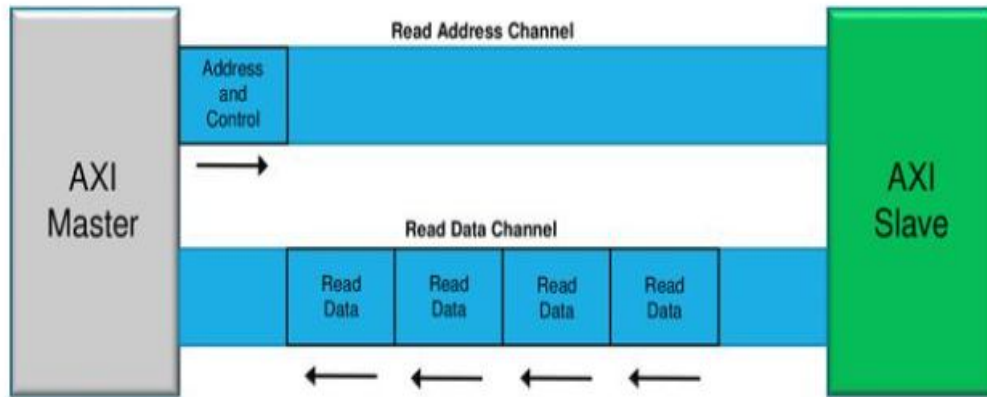 Read Address Channel
Address
and
Control
AXI
Master
AXI
Slave
Read Data Channel
Read
Data
Read
Data
Read
Data
Read
Data